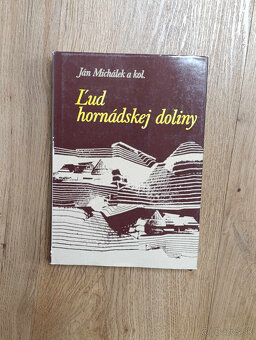 Ján Michálek a kol.
Ľud
hornádskej doliny